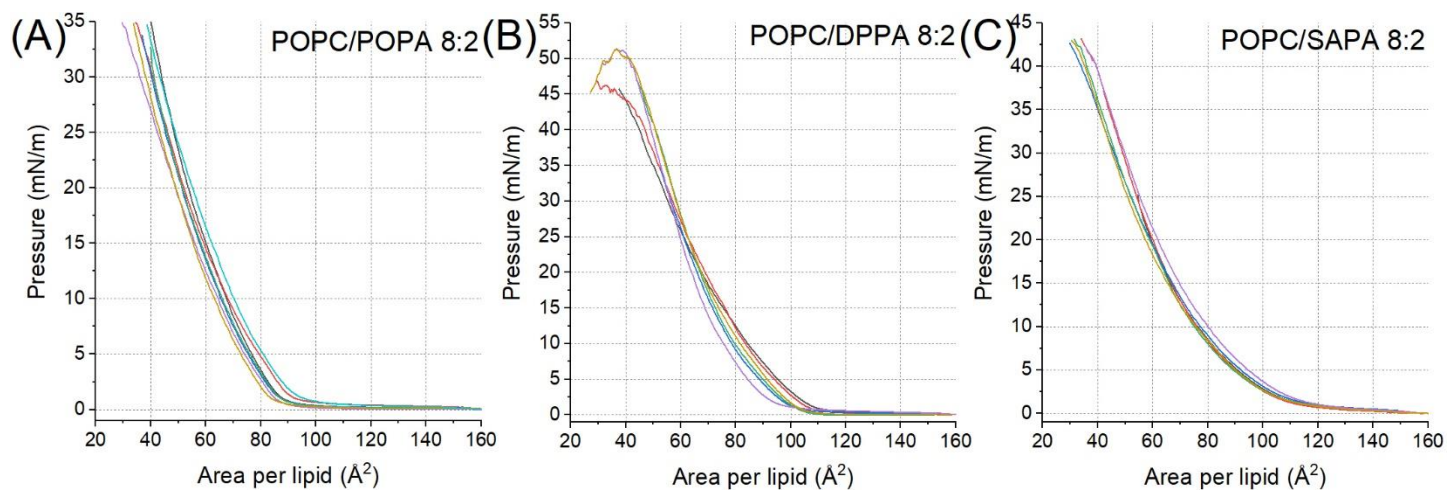 (A)
POPC/POPA 8:2
35
30
25
20
15
10
5
0
Pressure (mN/m)
20 40 60 80 100 120 140 160
Area per lipid (Å²)
(B)
POPC/DPPA 8:2
55
50
45
40
35
30
25
20
15
10
5
0
Pressure (mN/m)
20 40 60 80 100 120 140 160
Area per lipid (Å²)
(C)
POPC/SAPA 8:2
45
40
35
30
25
20
15
10
5
0
Pressure (mN/m)
20 40 60 80 100 120 140 160
Area per lipid (Å²)